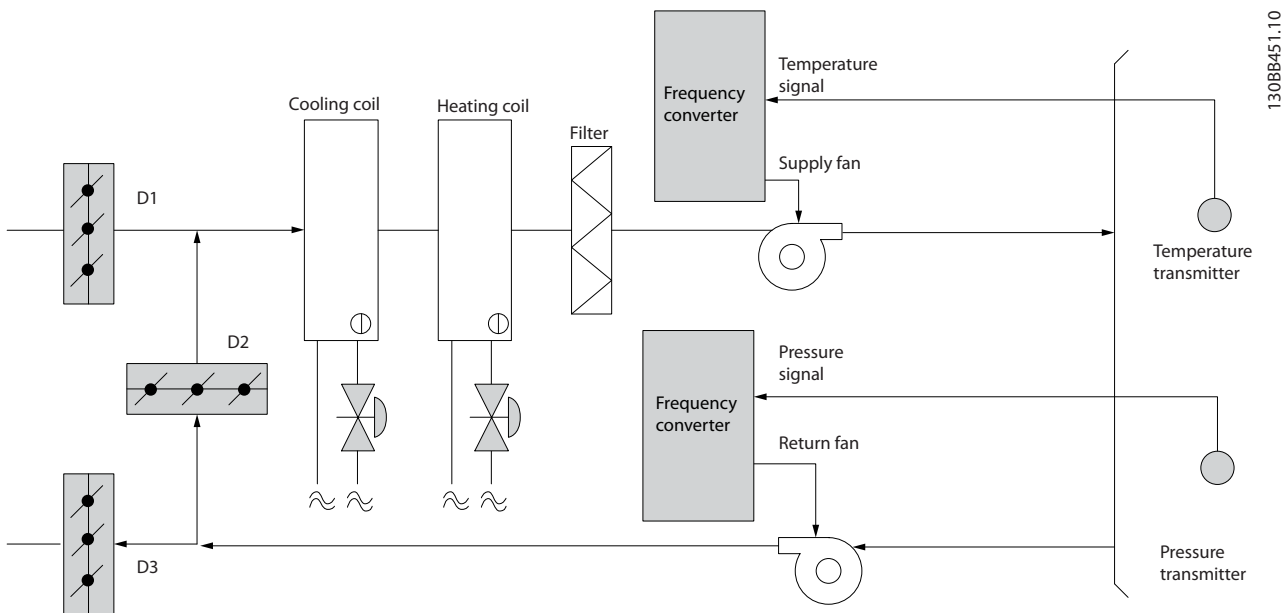 130BB451.10
Temperature
signal
Frequency
converter
Cooling coil
Heating coil
Filter
Supply fan
D1
Temperature
transmitter
D2
Pressure
signal
Frequency
converter
Return fan
D3
Pressure
transmitter